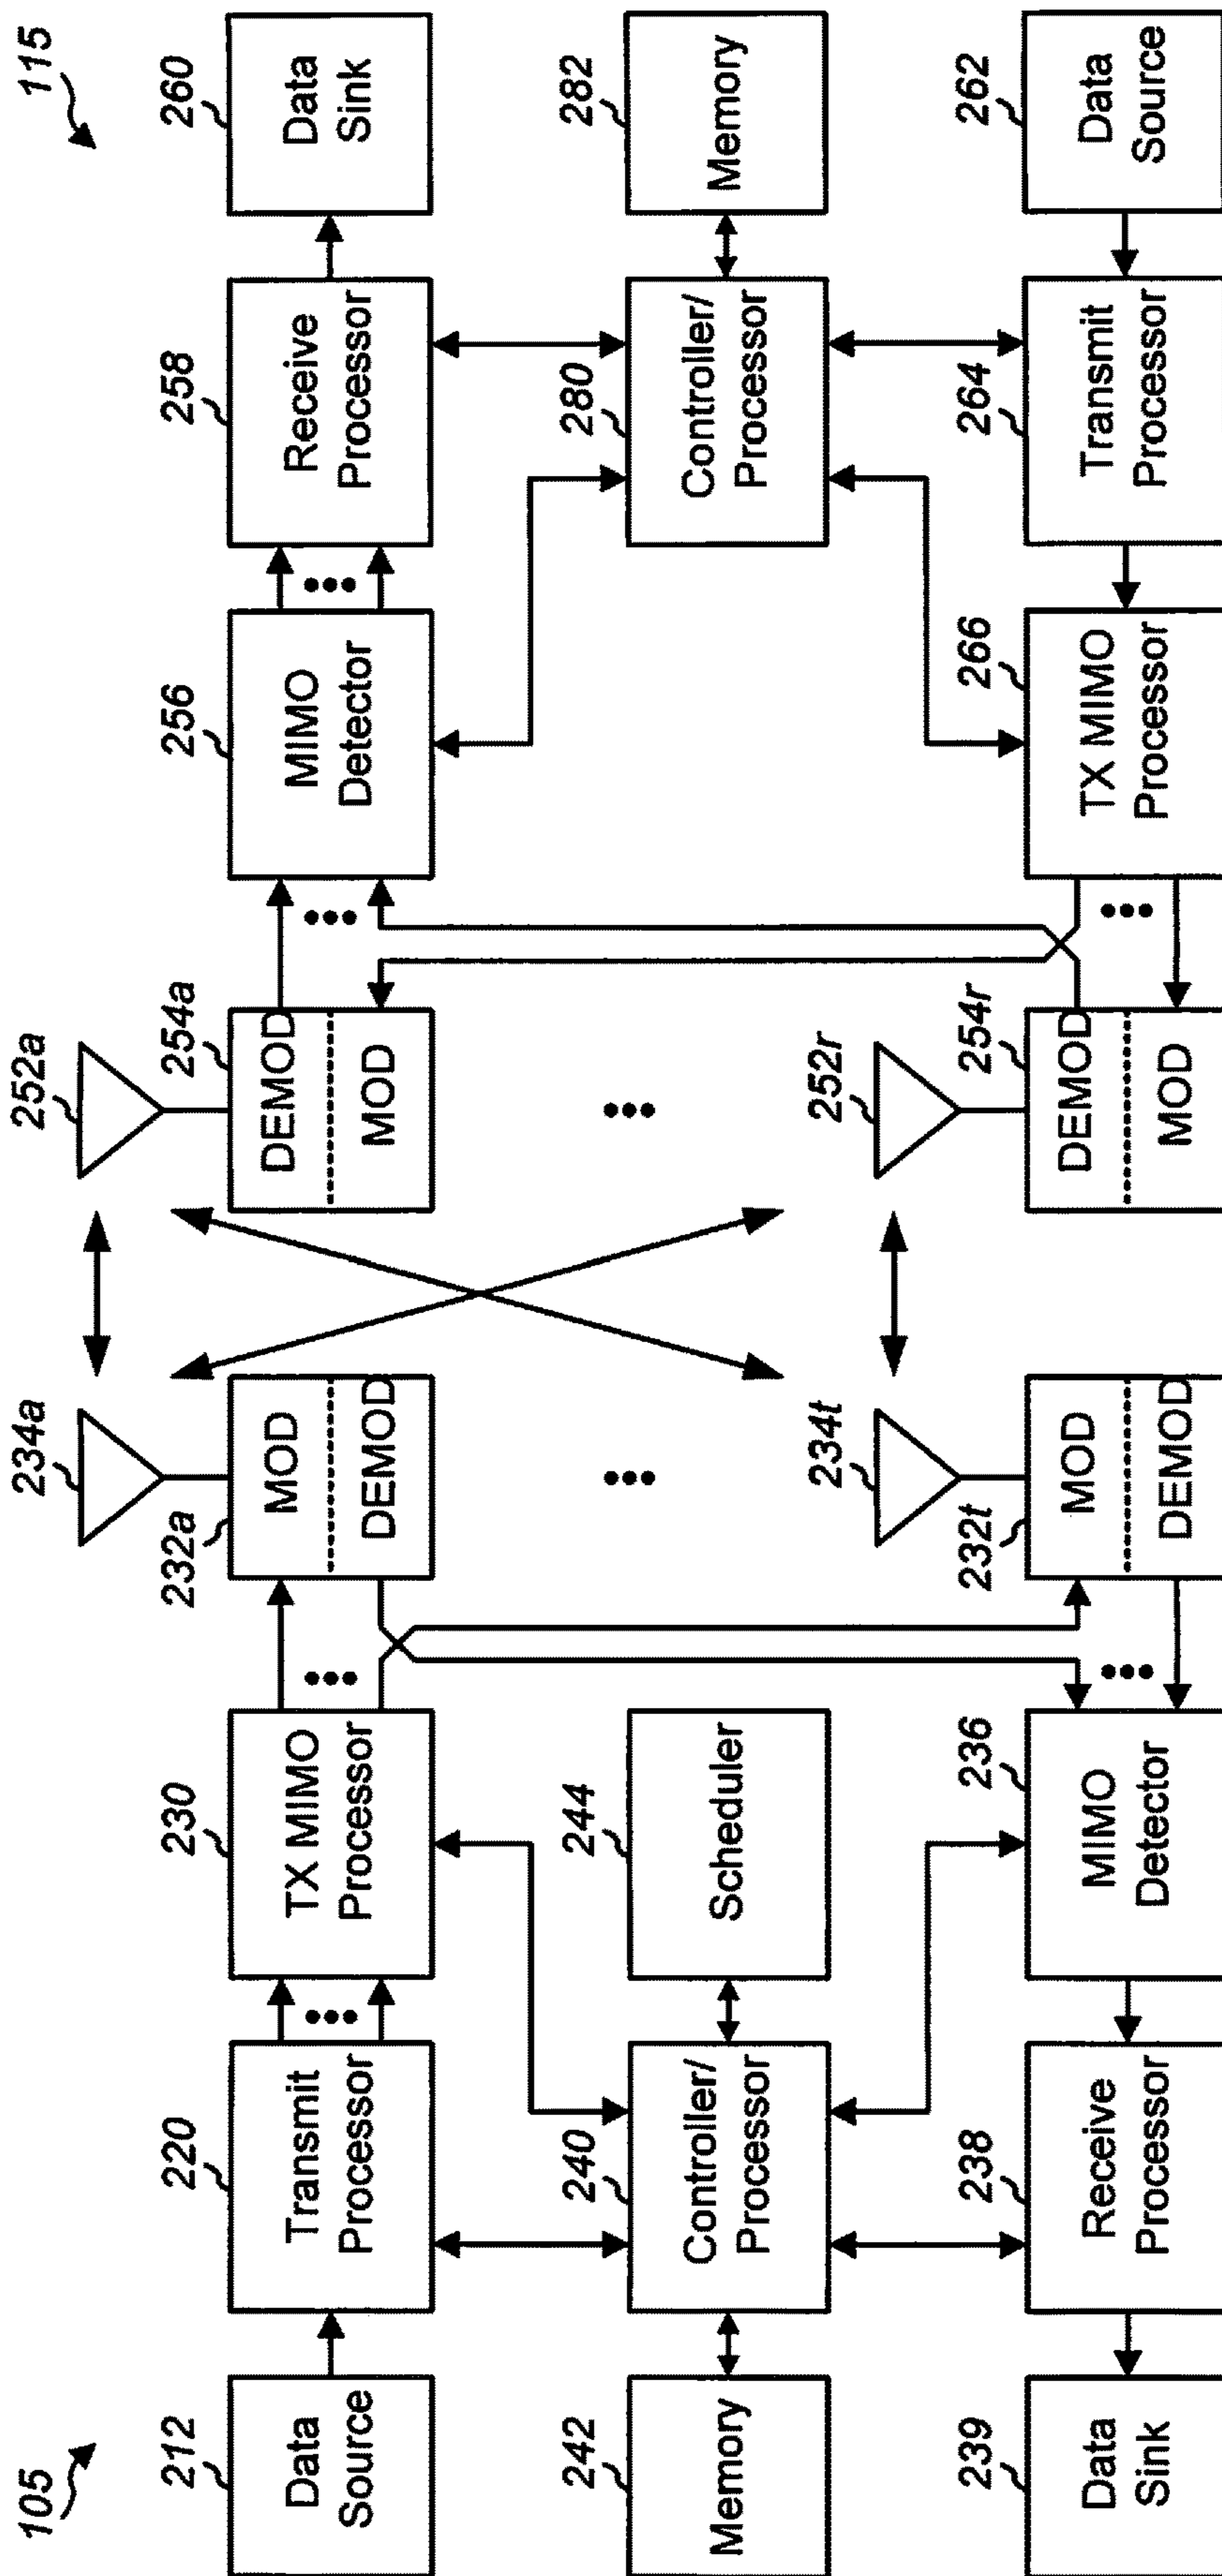 105
115
212
Data
Source
220
Transmit
Processor
230
TX MIMO
Processor
232a
MOD
DEMOD
234a
252a
254a
DEMOD
MOD
256
MIMO
Detector
258
Receive
Processor
260
Data
Sink
242
Memory
240
Controller/
Processor
244
Scheduler
280
Controller/
Processor
282
Memory
239
Data
Sink
238
Receive
Processor
236
MIMO
Detector
232t
MOD
DEMOD
234t
252r
254r
DEMOD
MOD
266
TX MIMO
Processor
264
Transmit
Processor
262
Data
Source